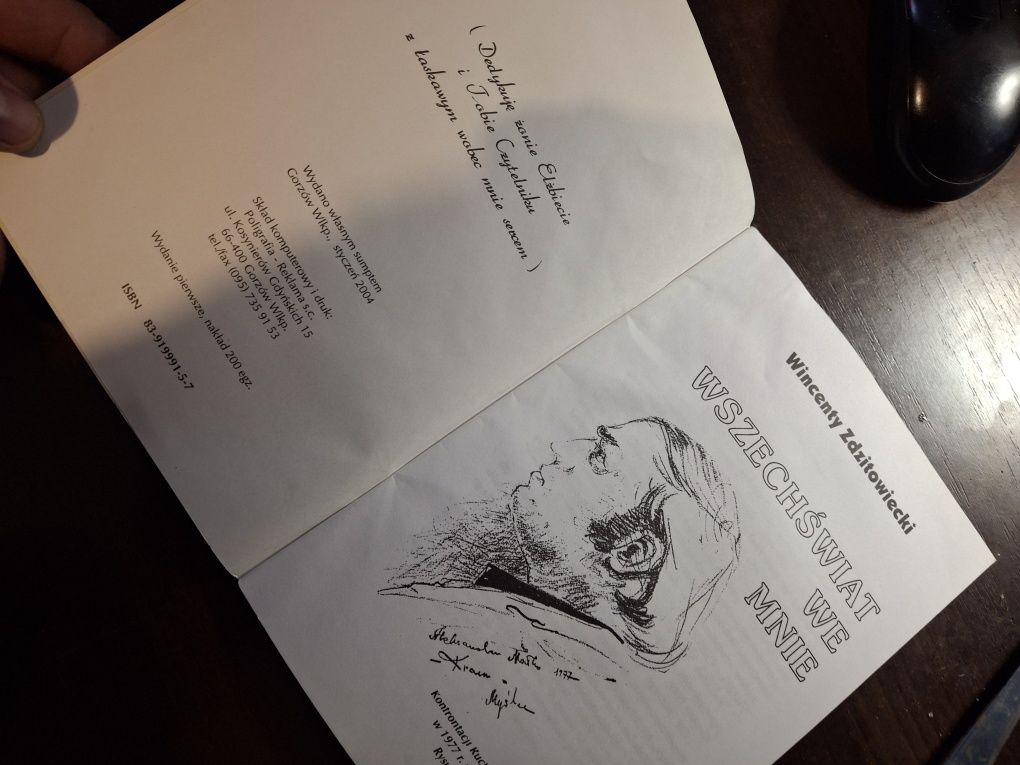 ( Dedykuję żonie Elżbiecie
i Tobie Czytelniku
z łaskawym wobec mnie sercem )
Wydano własnym sumptem
Gorzów Wlkp., styczeń 2004
Skład komputerowy i druk:
Poligrafia - Reklama s.c.
ul. Kosynierów Gdyńskich 15
66-400 Gorzów Wlkp.
tel./fax (095) 735 91 53
Wydanie pierwsze, nakład 200 egz.
ISBN 83-919991-5-7
Wincenty Zdzitowiecki
WSZECHŚWIAT
WE
MNIE
1977
Kontrontacji
w 1977 r.